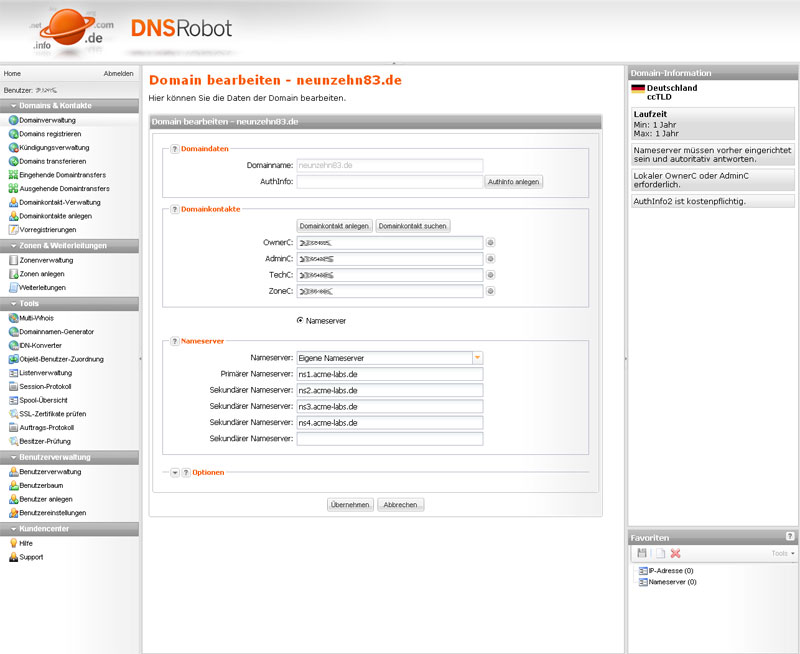 .net
.com
.info
.de
DNSRobot
Home
Abmelden
Benutzer:
Domains & Kontakte
Domainverwaltung
Domains registrieren
Kündigungsverwaltung
Domains transferieren
Eingehende Domaintransfers
Ausgehende Domaintransfers
Domainkontakt-Verwaltung
Domainkontakte anlegen
Vorregistrierungen
Zonen & Weiterleitungen
Zonenverwaltung
Zonen anlegen
Weiterleitungen
Tools
Multi-Whois
Domainnamen-Generator
IDN-Konverter
Objekt-Benutzer-Zuordnung
Listenverwaltung
Session-Protokoll
Spool-Übersicht
SSL-Zertifikate prüfen
Auftrags-Protokoll
Besitzer-Prüfung
Benutzerverwaltung
Benutzerverwaltung
Benutzerbaum
Benutzer anlegen
Benutzereinstellungen
Kundencenter
Hilfe
Support
Domain bearbeiten - neunzehn83.de
Hier können Sie die Daten der Domain bearbeiten.
Domain bearbeiten - neunzehn83.de
? Domaindaten
Domainname: neunzehn83.de
AuthInfo: AuthInfo anlegen
? Domainkontakte
Domainkontakt anlegen Domainkontakt suchen
OwnerC:
AdminC:
TechC:
ZoneC:
Nameserver
? Nameserver
Nameserver: Eigene Nameserver
Primärer Nameserver: ns1.acme-labs.de
Sekundärer Nameserver: ns2.acme-labs.de
Sekundärer Nameserver: ns3.acme-labs.de
Sekundärer Nameserver: ns4.acme-labs.de
Sekundärer Nameserver:
? Optionen
Übernehmen Abbrechen
Domain-Information
Deutschland
ccTLD
Laufzeit
Min: 1 Jahr
Max: 1 Jahr
Nameserver müssen vorher eingerichtet
sein und autoritativ antworten.
Lokaler OwnerC oder AdminC
erforderlich.
AuthInfo2 ist kostenpflichtig.
Favoriten ?
Tools
IP-Adresse (0)
Nameserver (0)